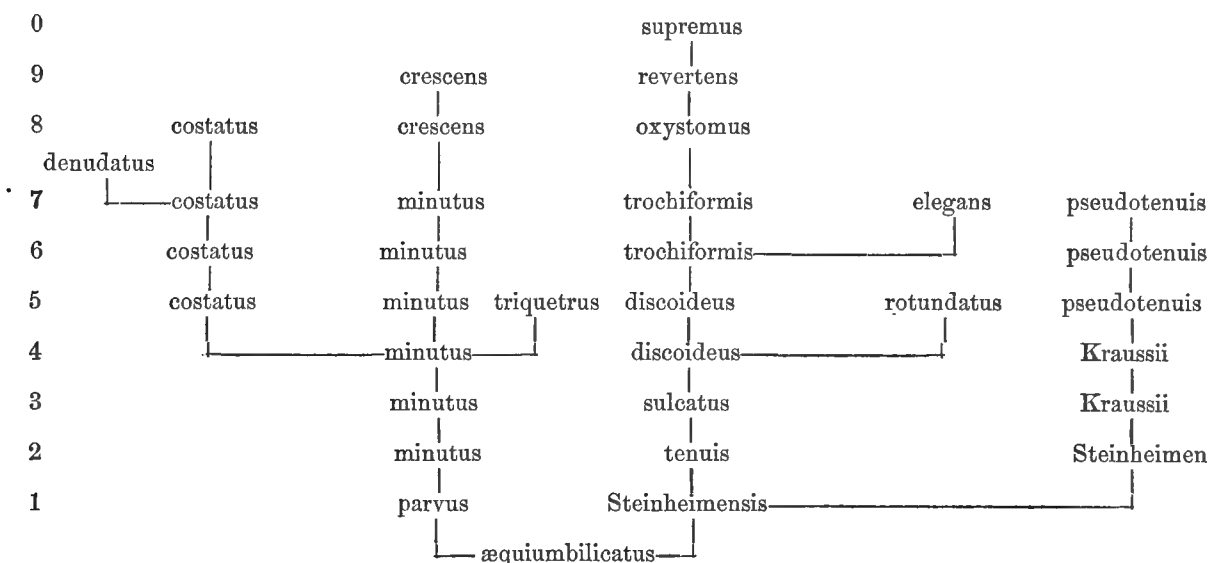 0 supremus
9 crescens revertens
8 costatus crescens oxystomus
denudatus
7 costatus minutus trochiformis elegans pseudotenuis
6 costatus minutus trochiformis pseudotenuis
5 costatus minutus triquetrus discoideus rotundatus pseudotenuis
4 minutus discoideus Kraussii
3 minutus sulcatus Kraussii
2 minutus tenuis Steinheimen
1 parvus Steinheimensis
æquiumbilicatus